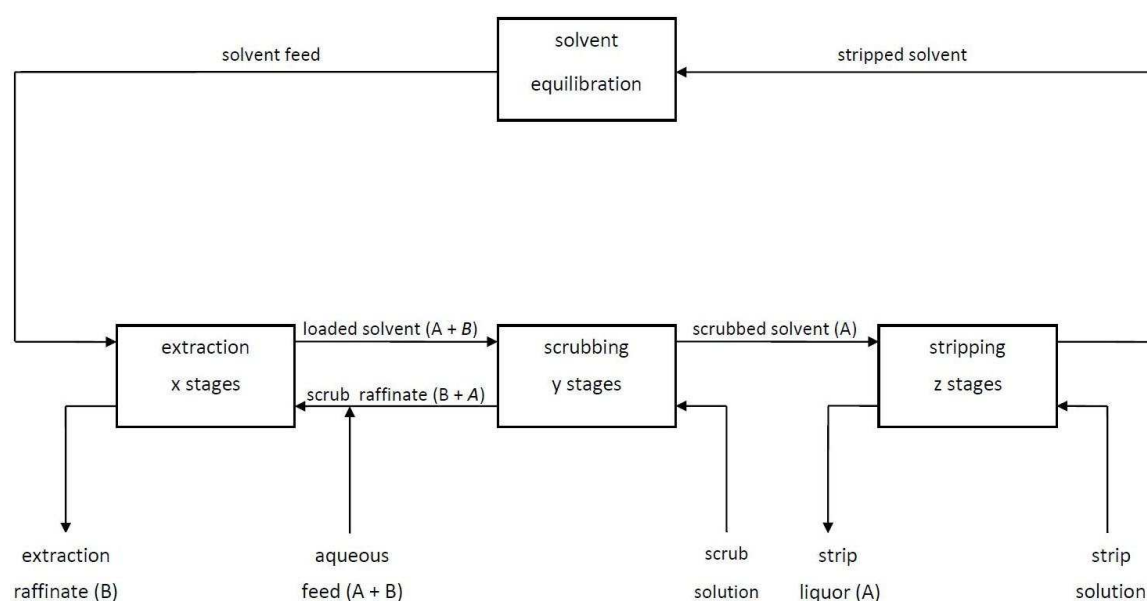 solvent
equilibration
solvent feed
stripped solvent
extraction
x stages
loaded solvent (A + B)
scrub raffinate (B + A)
scrubbing
y stages
scrubbed solvent (A)
stripping
z stages
extraction
raffinate (B)
aqueous
feed (A + B)
scrub
solution
strip
liquor (A)
strip
solution